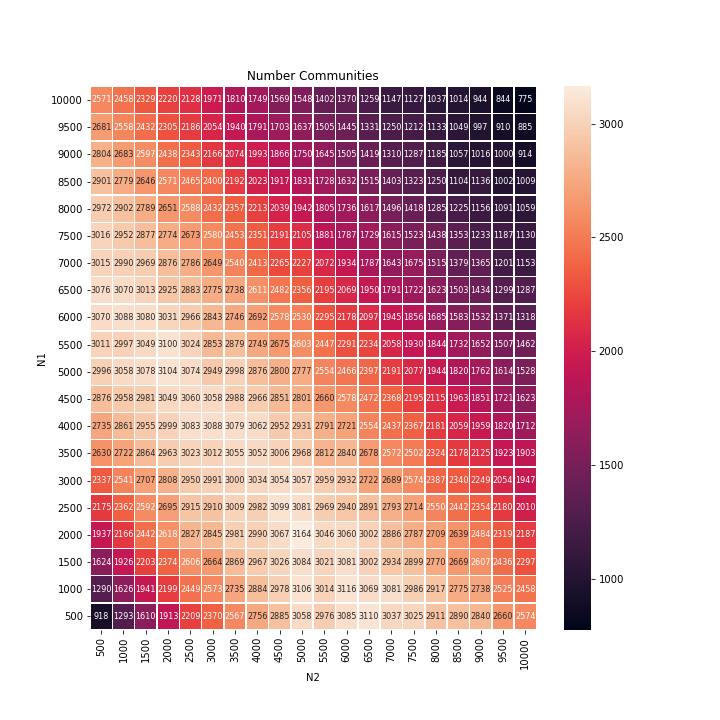 Number Communities
10000 2571 2458 2329 2220 2128 1971 1810 1749 1569 1548 1402 1370 1259 1147 1127 1037 1014 944 844 775
9500 2681 2558 2432 2305 2186 2054 1940 1791 1703 1637 1505 1445 1331 1250 1212 1133 1049 997 910 885
9000 2804 2683 2597 2438 2343 2166 2074 1993 1866 1750 1645 1505 1419 1310 1287 1185 1057 1016 1000 914
8500 2901 2779 2646 2571 2465 2400 2192 2023 1917 1831 1728 1632 1515 1403 1323 1250 1104 1136 1002 1009
8000 2972 2902 2789 2651 2588 2432 2357 2213 2039 1942 1805 1736 1617 1496 1418 1285 1225 1156 1091 1059
7500 3016 2952 2877 2774 2673 2580 2453 2351 2191 2105 1881 1787 1729 1615 1523 1438 1353 1233 1187 1130
7000 3015 2990 2969 2876 2786 2649 2540 2413 2265 2227 2072 1934 1787 1643 1675 1515 1379 1365 1201 1153
6500 3076 3070 3013 2925 2883 2775 2738 2611 2482 2356 2195 2069 1950 1791 1722 1623 1503 1434 1299 1287
6000 3070 3088 3080 3031 2966 2843 2746 2692 2578 2530 2295 2178 2097 1945 1856 1685 1583 1532 1371 1318
5500 3011 2997 3049 3100 3024 2853 2879 2749 2675 2603 2447 2291 2234 2058 1930 1844 1732 1652 1507 1462
5000 2996 3058 3078 3104 3074 2949 2998 2876 2800 2777 2554 2466 2397 2191 2077 1944 1820 1762 1614 1528
4500 2876 2958 2981 3049 3060 3058 2988 2966 2851 2801 2660 2578 2472 2368 2195 2115 1963 1851 1721 1623
4000 2735 2861 2955 2999 3083 3088 3079 3062 2952 2931 2791 2721 2554 2437 2367 2181 2059 1959 1820 1712
3500 2630 2722 2864 2963 3023 3012 3055 3052 3006 2968 2812 2840 2678 2572 2502 2324 2178 2125 1923 1903
3000 2337 2541 2707 2808 2950 2991 3000 3034 3054 3057 2959 2932 2722 2689 2574 2387 2340 2249 2054 1947
2500 2175 2362 2592 2695 2915 2910 3009 2982 3099 3081 2969 2940 2891 2793 2714 2550 2442 2354 2180 2010
2000 1937 2166 2442 2618 2827 2845 2981 2990 3067 3164 3046 3060 3002 2886 2787 2709 2639 2484 2319 2187
1500 1624 1926 2203 2374 2606 2664 2869 2967 3026 3084 3021 3081 3002 2934 2899 2770 2669 2607 2436 2297
1000 1290 1626 1941 2199 2449 2573 2735 2884 2978 3106 3014 3116 3069 3081 2986 2917 2775 2738 2525 2458
500 918 1293 1610 1913 2209 2370 2567 2756 2885 3058 2976 3085 3110 3037 3025 2911 2890 2840 2660 2574
500 1000 1500 2000 2500 3000 3500 4000 4500 5000 5500 6000 6500 7000 7500 8000 8500 9000 9500 10000
N1
N2
3000
2500
2000
1500
1000